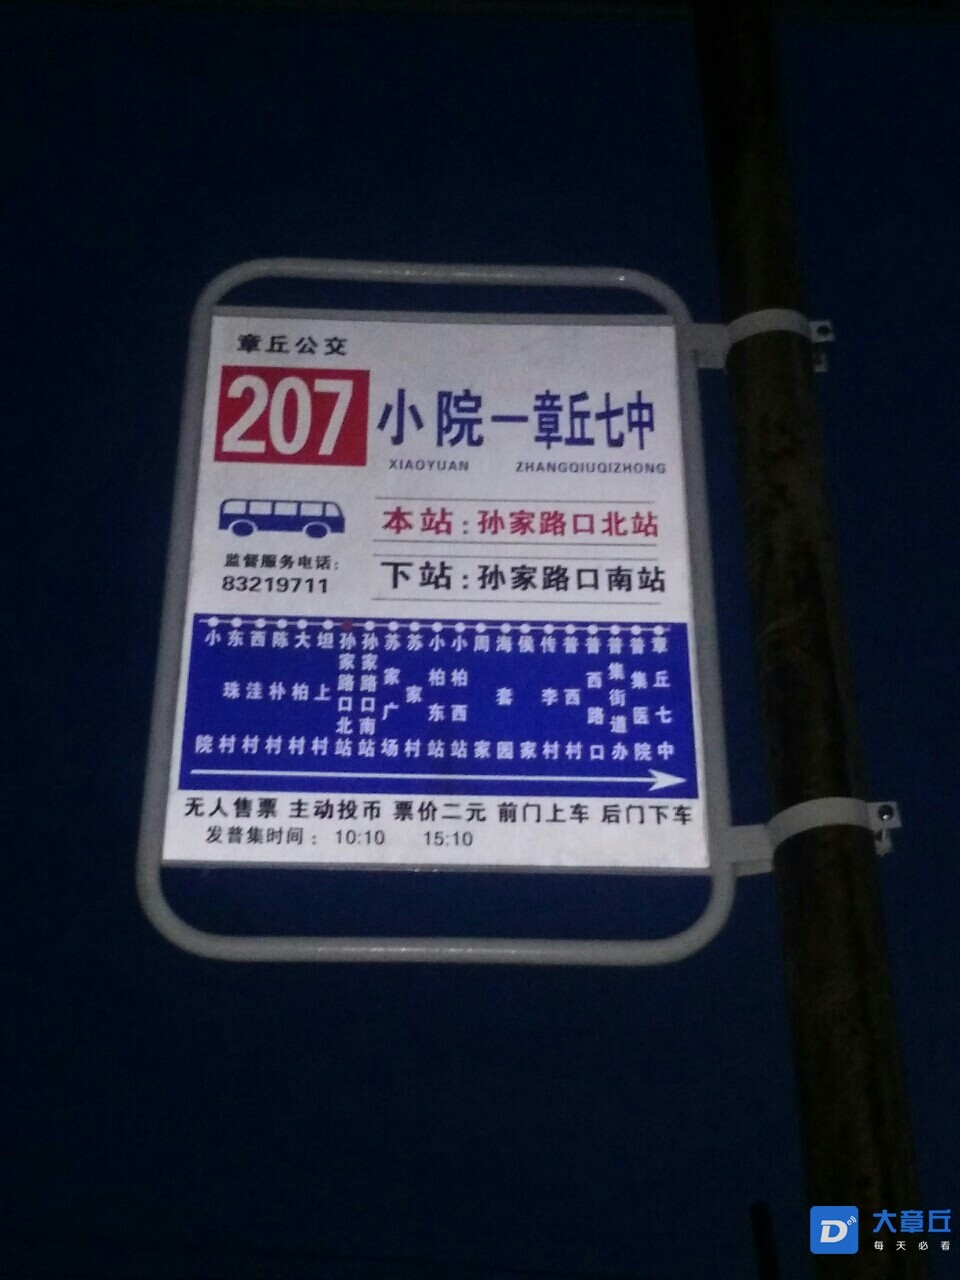 章丘公交
207 小院—章丘七中
XIAOYUAN ZHANGQIUQIZHONG
本站:孙家路口北站
监督服务电话:
83219711
下站:孙家路口南站
小院
东珠村
西洼村
陈朴村
大柏村
坦上村
孙家路口北站
孙家路口南站
苏家广场
苏家村
小柏东站
小柏西站
周家
海套园
侯家
传李村
普西村
普西路口
普集街道办
普集医院
章丘七中
无人售票 主动投币 票价二元 前门上车 后门下车
发普集时间: 10:10 15:10
大章丘
每天必看